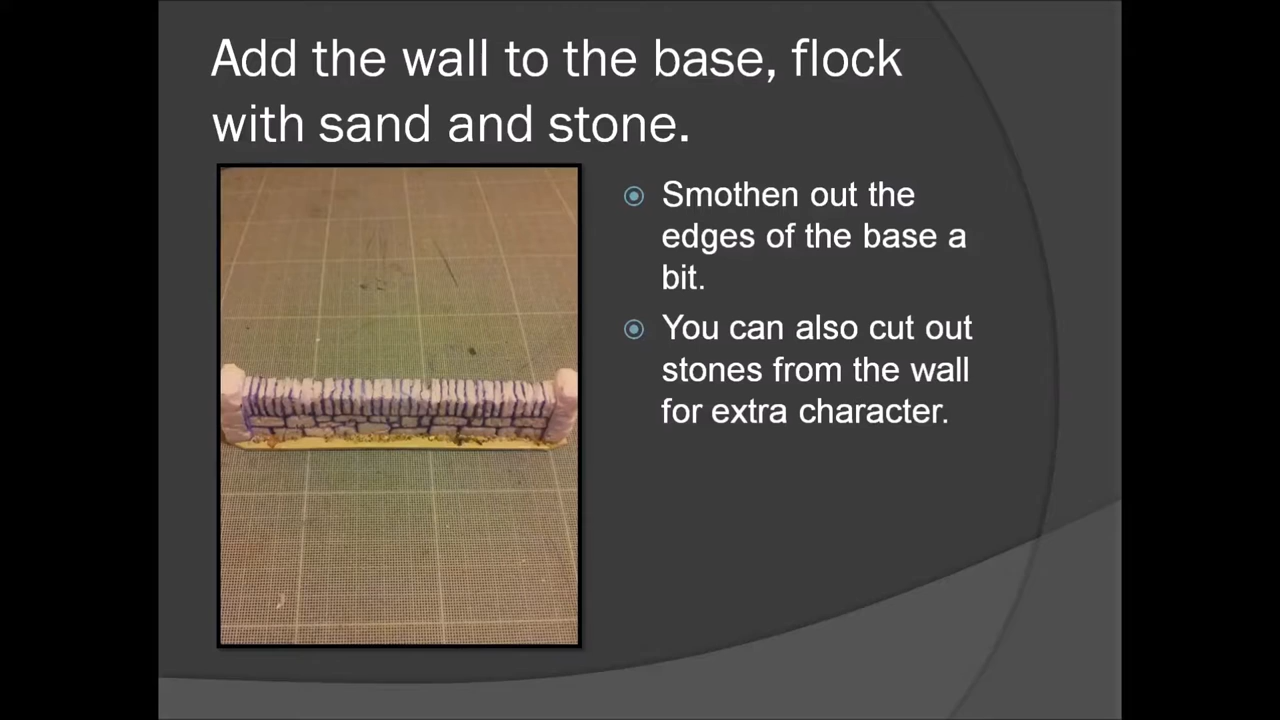 Add the wall to the base, flock
with sand and stone.
Smothen out the
edges of the base a
bit.
You can also cut out
stones from the wall
for extra character.